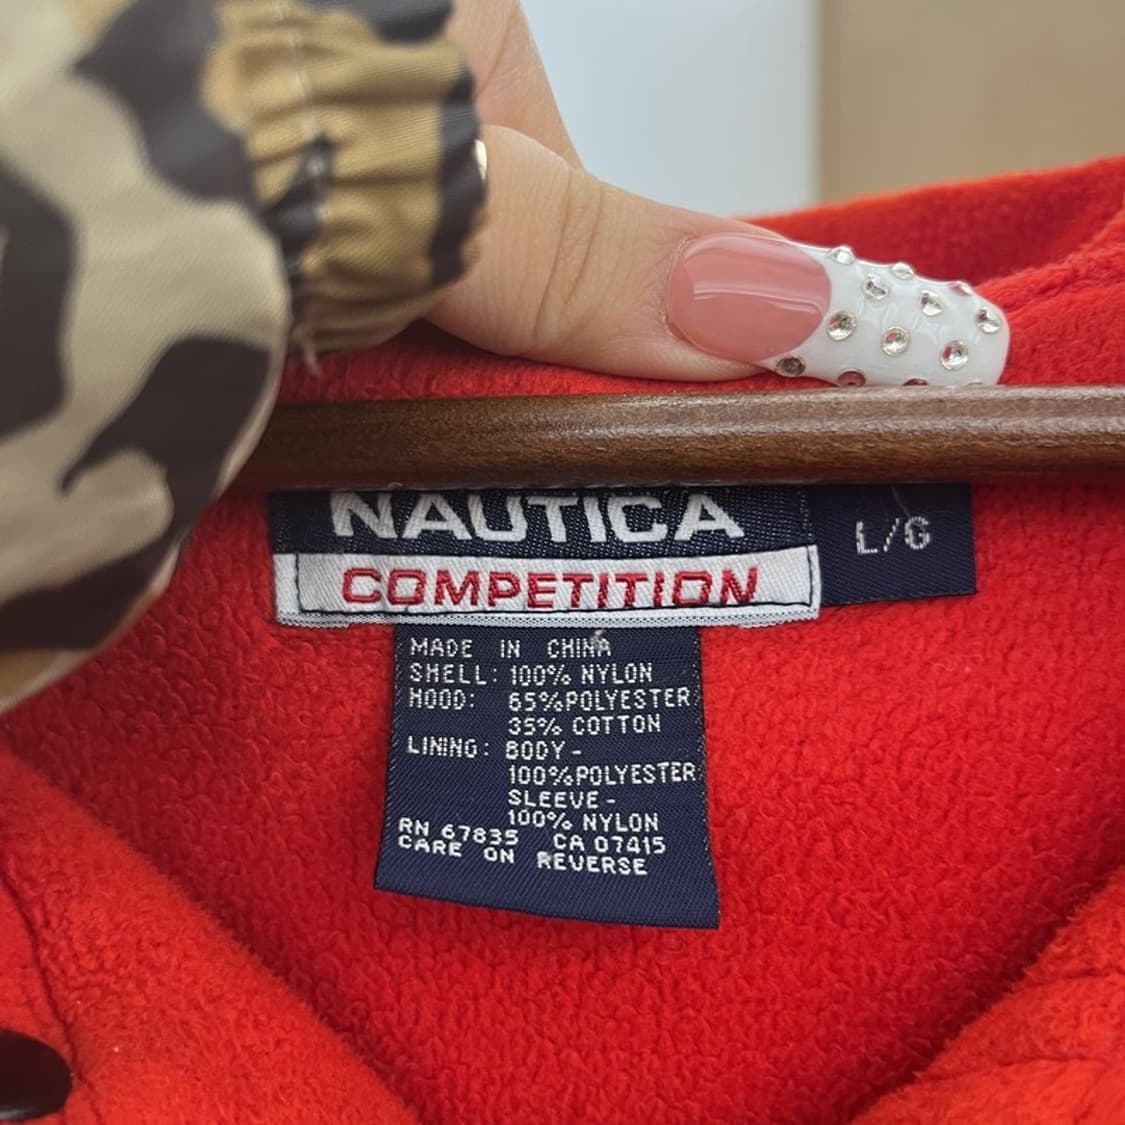 NAUTICA
L/G
COMPETITION
MADE IN CHINA
SHELL: 100% NYLON
HOOD: 65%POLYESTER
35% COTTON
LINING: BODY-
100%POLYESTER
SLEEVE-
100% NYLON
RN 67835 CA 07415
CARE ON REVERSE